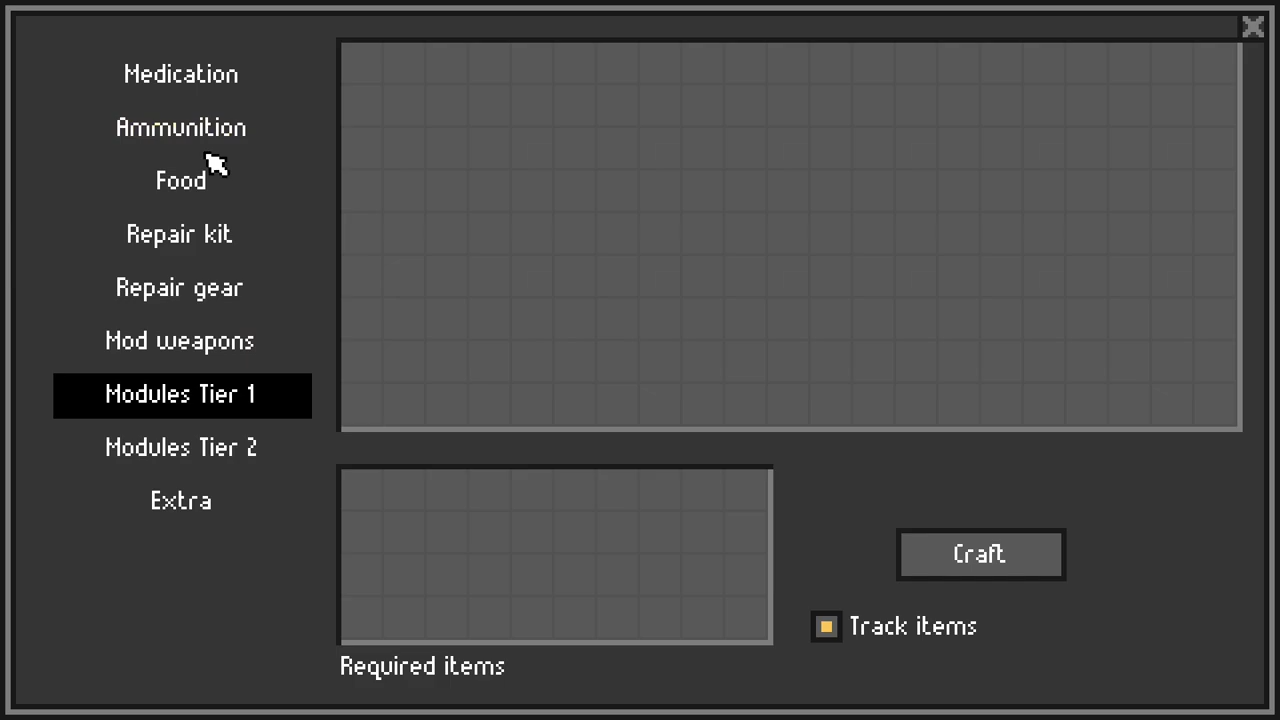 Medication
Ammunition
Food
Repair kit
Repair gear
Mod weapons
Modules Tier 1
Modules Tier 2
Extra
Craft
Track items
Required items